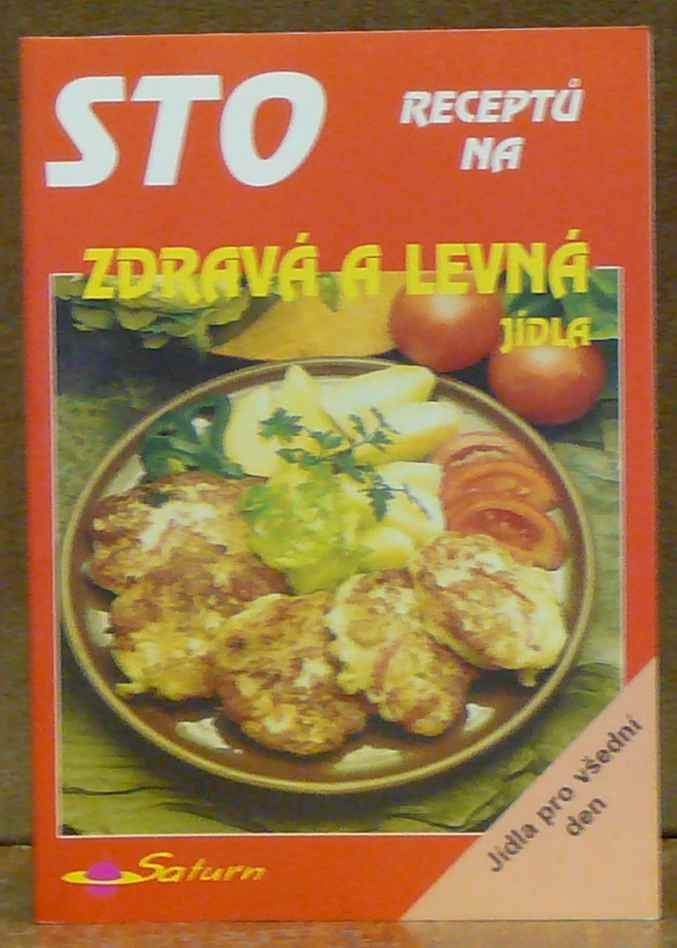 STO
RECEPTŮ
NA
ZDRAVÁ A LEVNÁ
JÍDLA
Jídla pro všední
den
Saturn